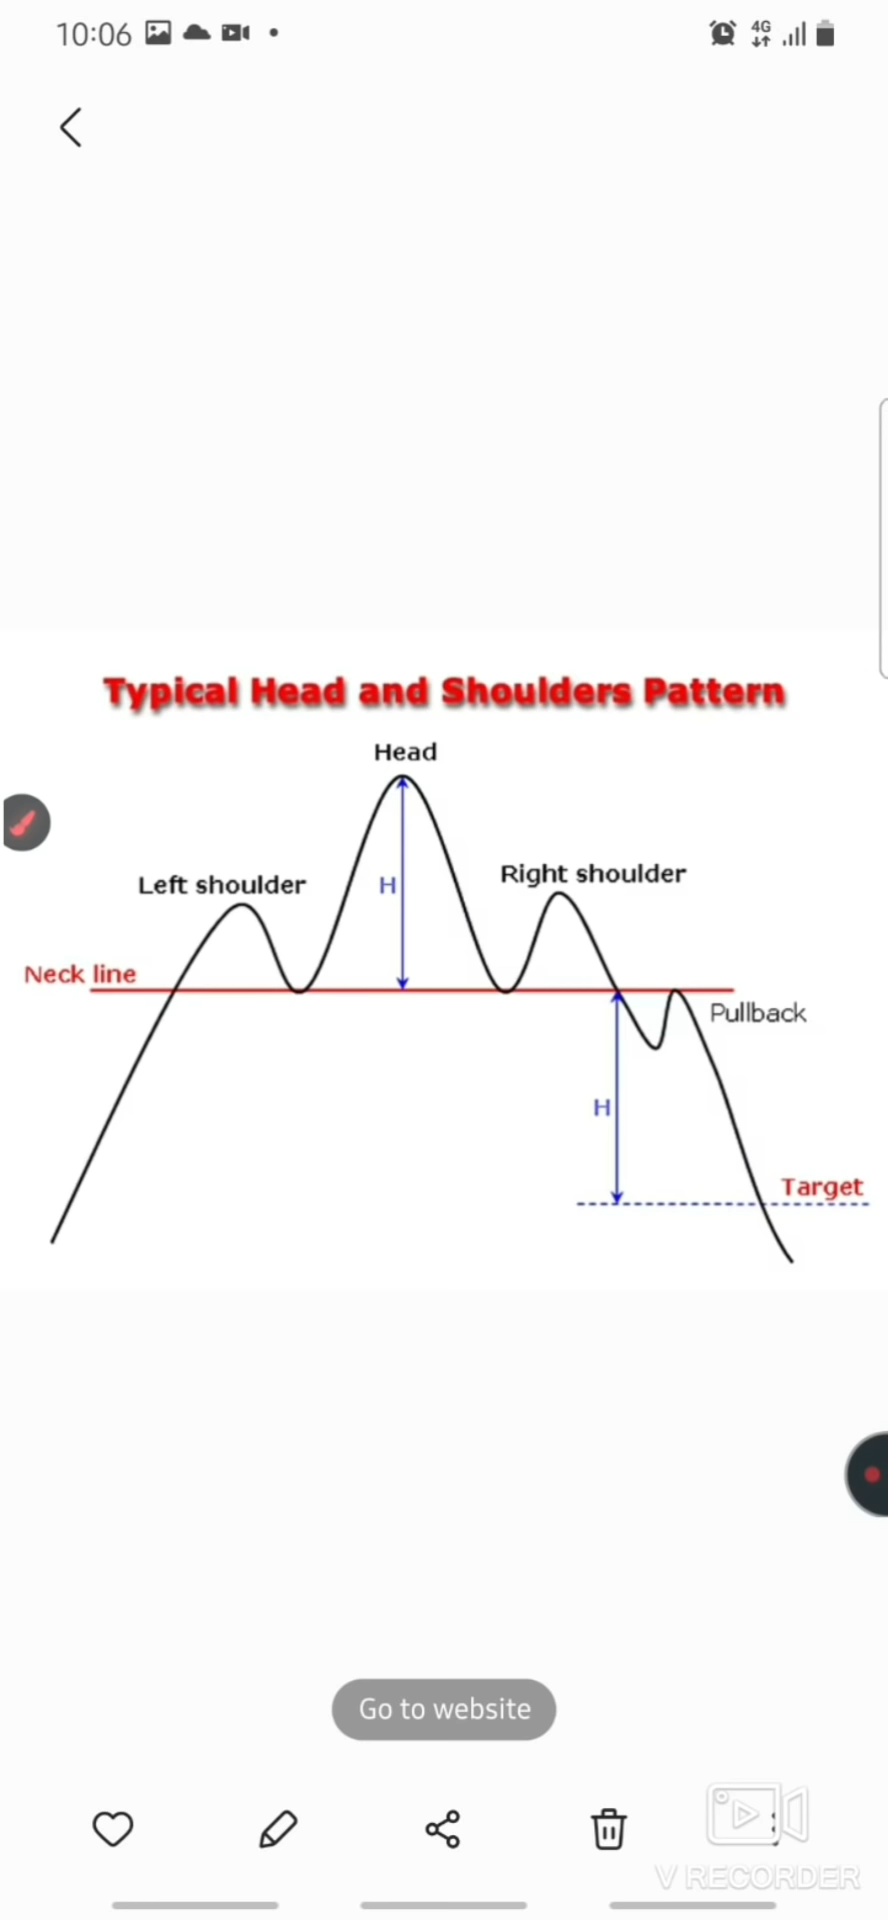 10:06
4G
Typical Head and Shoulders Pattern
Head
Left shoulder
H
Right shoulder
Neck line
Pullback
H
Target
Go to website
V RECORDER